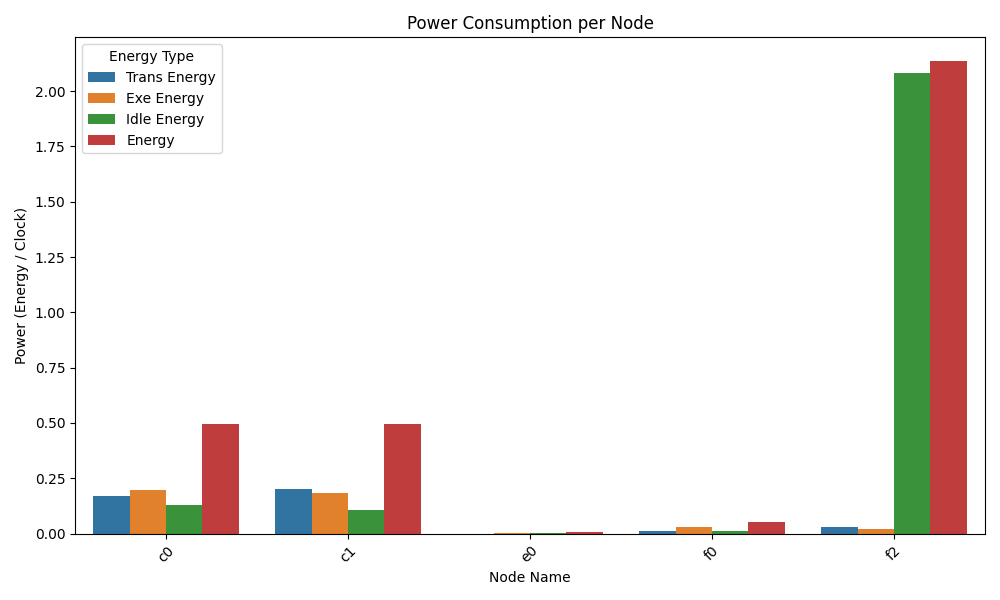 Power Consumption per Node
Energy Type
Trans Energy
Exe Energy
Idle Energy
Energy
Power (Energy / Clock)
2.00
1.75
1.50
1.25
1.00
0.75
0.50
0.25
0.00
c0
c1
e0
f0
f2
Node Name